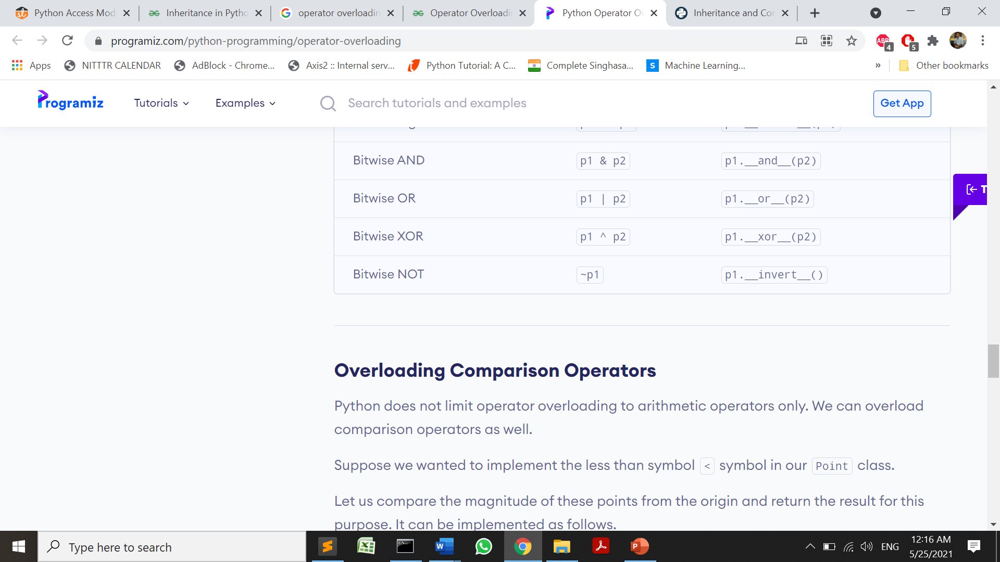 Python Access Mod
Inheritance in Pytho
operator overloadin
Operator Overloadi
Python Operator O
Inheritance and Co
programiz.com/python-programming/operator-overloading
ABP
4
5
Apps
NITTTR CALENDAR
AdBlock - Chrome...
Axis2 :: Internal serv...
Python Tutorial: A C...
Complete Singhasa...
S
Machine Learning...
»
Other bookmarks
Programiz
Tutorials
Examples
Search tutorials and examples
Get App
Bitwise AND
p1 & p2
p1.__and__(p2)
T
Bitwise OR
p1 | p2
p1.__or__(p2)
Bitwise XOR
p1 ^ p2
p1.__xor__(p2)
Bitwise NOT
~p1
p1.__invert__()
Overloading Comparison Operators
Python does not limit operator overloading to arithmetic operators only. We can overload
comparison operators as well.
Suppose we wanted to implement the less than symbol < symbol in our Point class.
Let us compare the magnitude of these points from the origin and return the result for this
purpose. It can be implemented as follows.
Type here to search
ENG
12:16 AM
5/25/2021